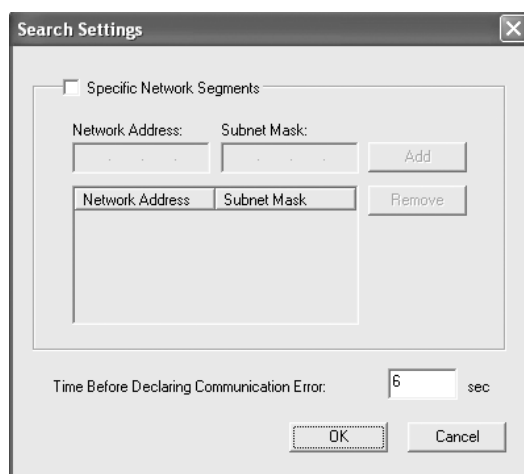 Search Settings
Specific Network Segments
Network Address: Subnet Mask:
. . . . . . Add
Network Address Subnet Mask Remove
Time Before Declaring Communication Error: 6 sec
OK Cancel